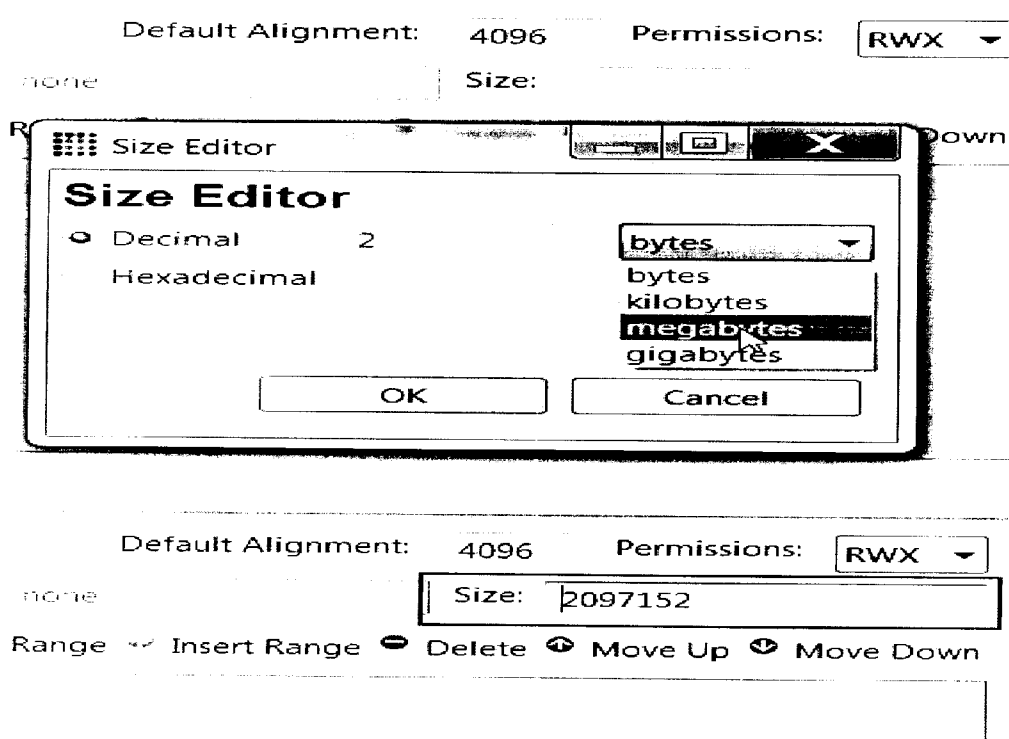 Default Alignment: 4096 Permissions: RWX
none Size:
R Down
Size Editor
Size Editor
Decimal 2 bytes
Hexadecimal bytes
kilobytes
megabytes
gigabytes
OK Cancel
Default Alignment: 4096 Permissions: RWX
none Size: 2097152
Range Insert Range Delete Move Up Move Down